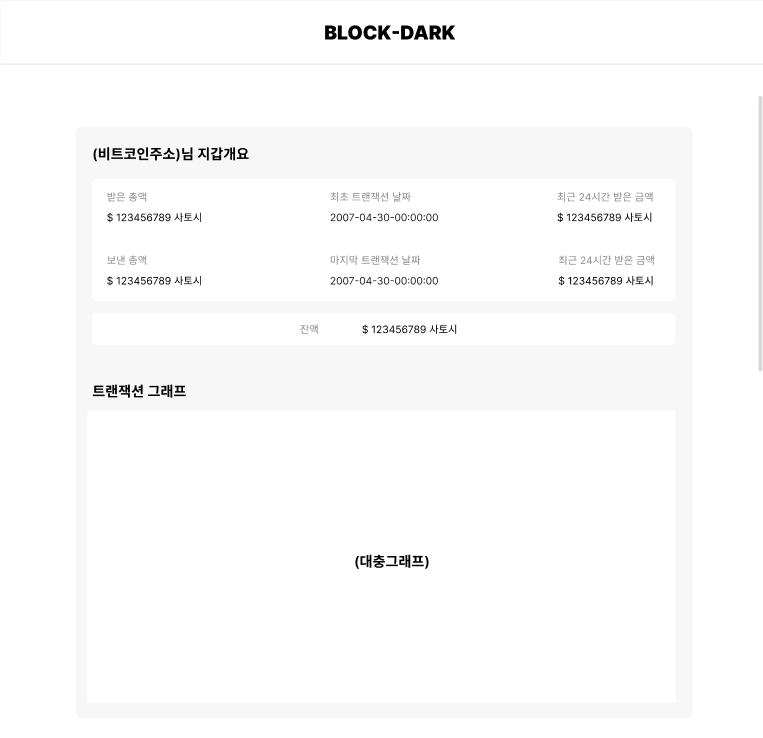 BLOCK-DARK
(비트코인주소)님 지갑개요
받은 총액 최초 트랜잭션 날짜 최근 24시간 받은 금액
$ 123456789 사토시 2007-04-30-00:00:00 $ 123456789 사토시
보낸 총액 마지막 트랜잭션 날짜 최근 24시간 받은 금액
$ 123456789 사토시 2007-04-30-00:00:00 $ 123456789 사토시
잔액 $ 123456789 사토시
트랜잭션 그래프
(대충그래프)